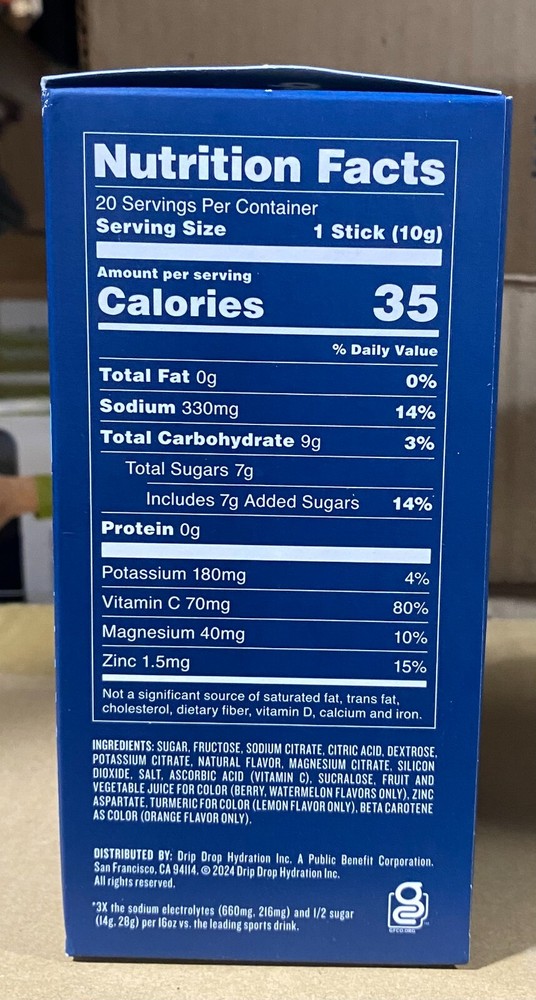 Nutrition Facts
20 Servings Per Container
Serving Size 1 Stick (10g)
Amount per serving
Calories 35
% Daily Value
Total Fat 0g 0%
Sodium 330mg 14%
Total Carbohydrate 9g 3%
Total Sugars 7g
Includes 7g Added Sugars 14%
Protein 0g
Potassium 180mg 4%
Vitamin C 70mg 80%
Magnesium 40mg 10%
Zinc 1.5mg 15%
Not a significant source of saturated fat, trans fat,
cholesterol, dietary fiber, vitamin D, calcium and iron.
INGREDIENTS: SUGAR, FRUCTOSE, SODIUM CITRATE, CITRIC ACID, DEXTROSE,
POTASSIUM CITRATE, NATURAL FLAVOR, MAGNESIUM CITRATE, SILICON
DIOXIDE, SALT, ASCORBIC ACID (VITAMIN C), SUCRALOSE, FRUIT AND
VEGETABLE JUICE FOR COLOR (BERRY, WATERMELON FLAVORS ONLY), ZINC
ASPARTATE, TURMERIC FOR COLOR (LEMON FLAVOR ONLY), BETA CAROTENE
AS COLOR (ORANGE FLAVOR ONLY).
DISTRIBUTED BY: Drip Drop Hydration Inc. A Public Benefit Corporation.
San Francisco, CA 94114. © 2024 Drip Drop Hydration Inc.
All rights reserved.
*3X the sodium electrolytes (660mg, 216mg) and 1/2 sugar
(14g, 28g) per 16oz vs. the leading sports drink.
GFCO.ORG